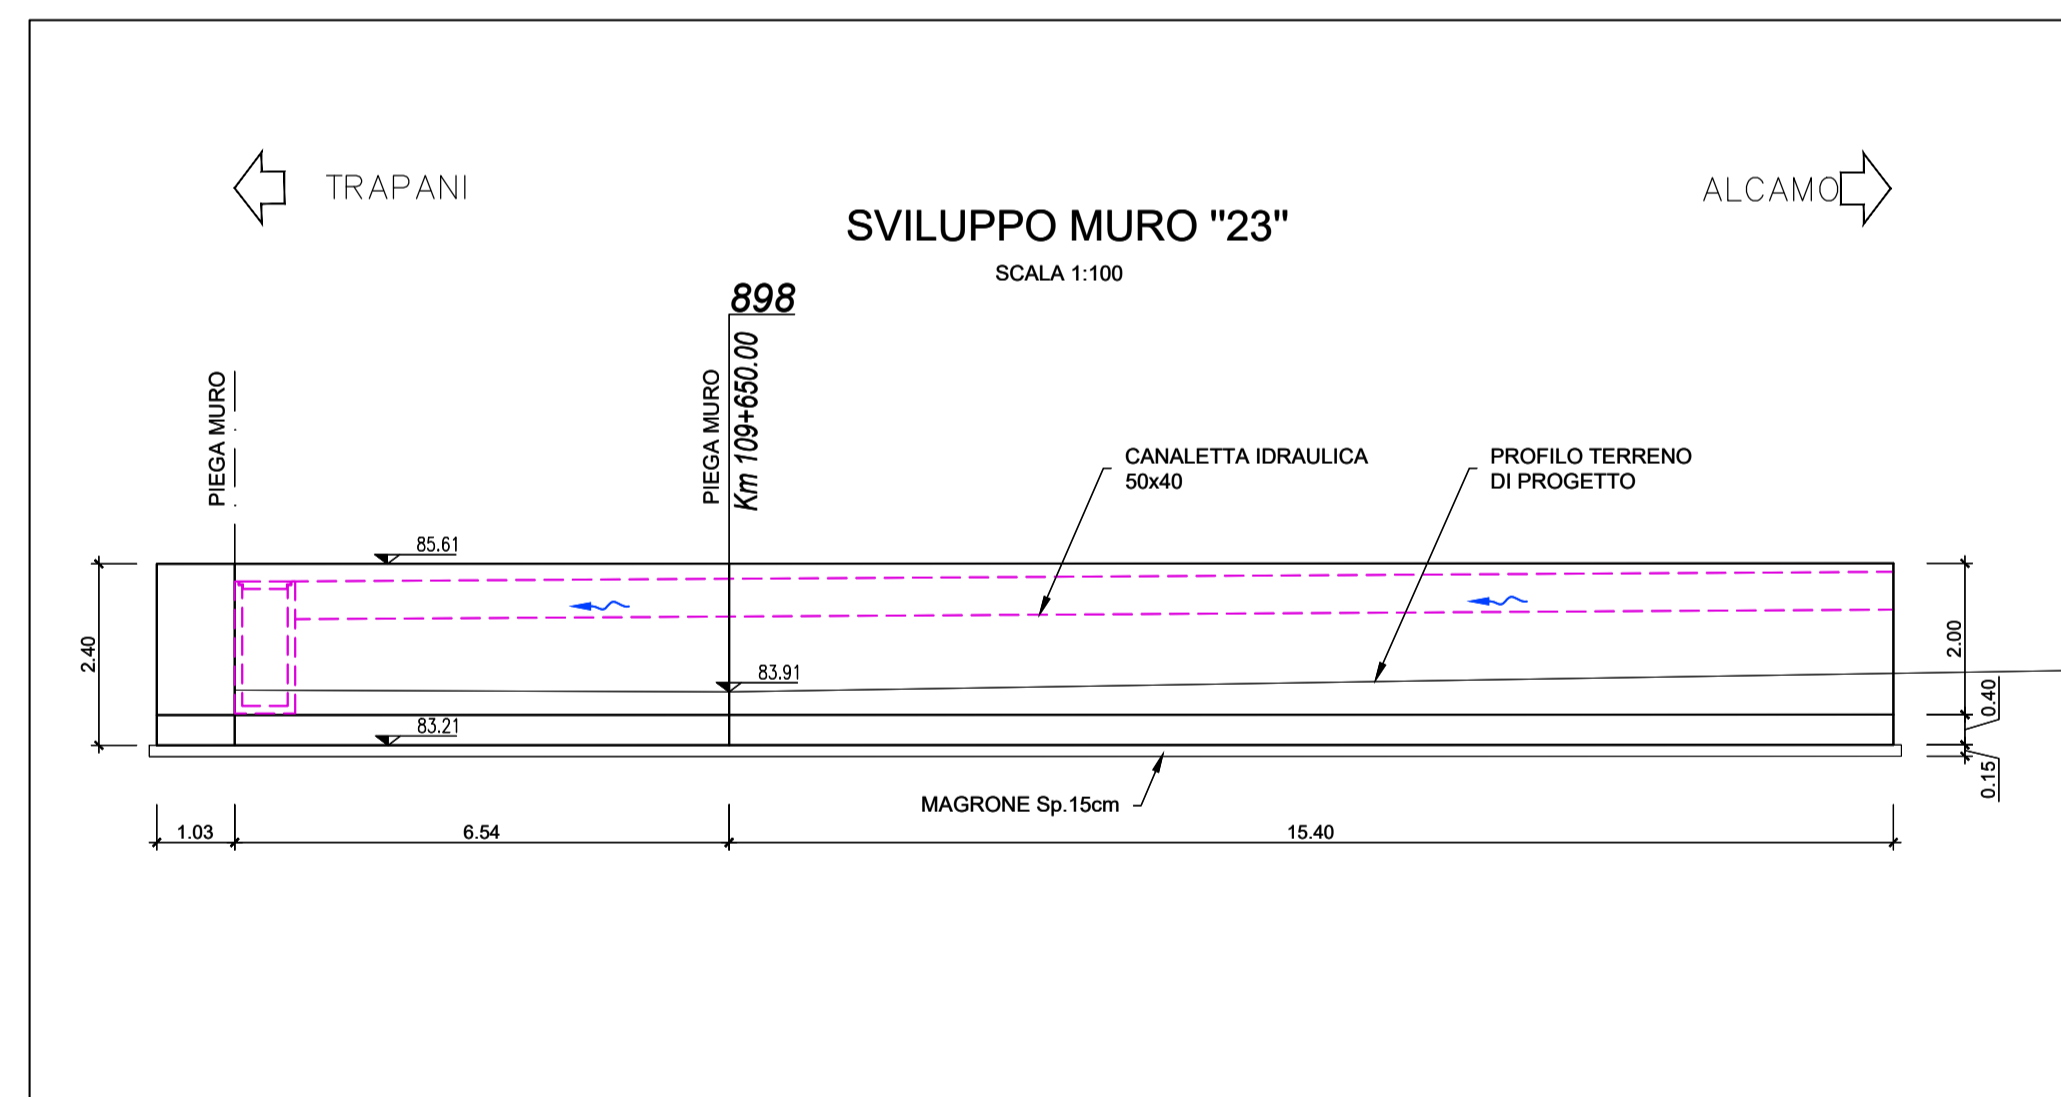 TRAPANI
ALCAMO
SVILUPPO MURO "23"
SCALA 1:100
898
Km 109+650.00
PIEGA MURO
PIEGA MURO
CANALETTA IDRAULICA
50x40
PROFILO TERRENO
DI PROGETTO
85.61
83.91
83.21
2.40
2.00
0.40
0.15
MAGRONE Sp.15cm
1.03
6.54
15.40